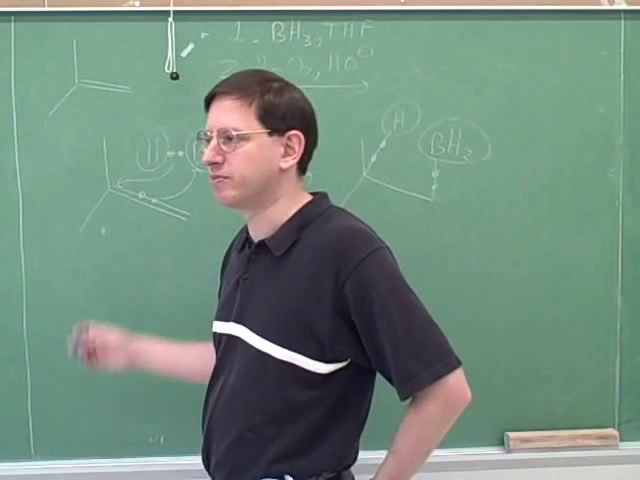 1. BH3, THF
2. H2O2, HO⊖
H
H
BH2